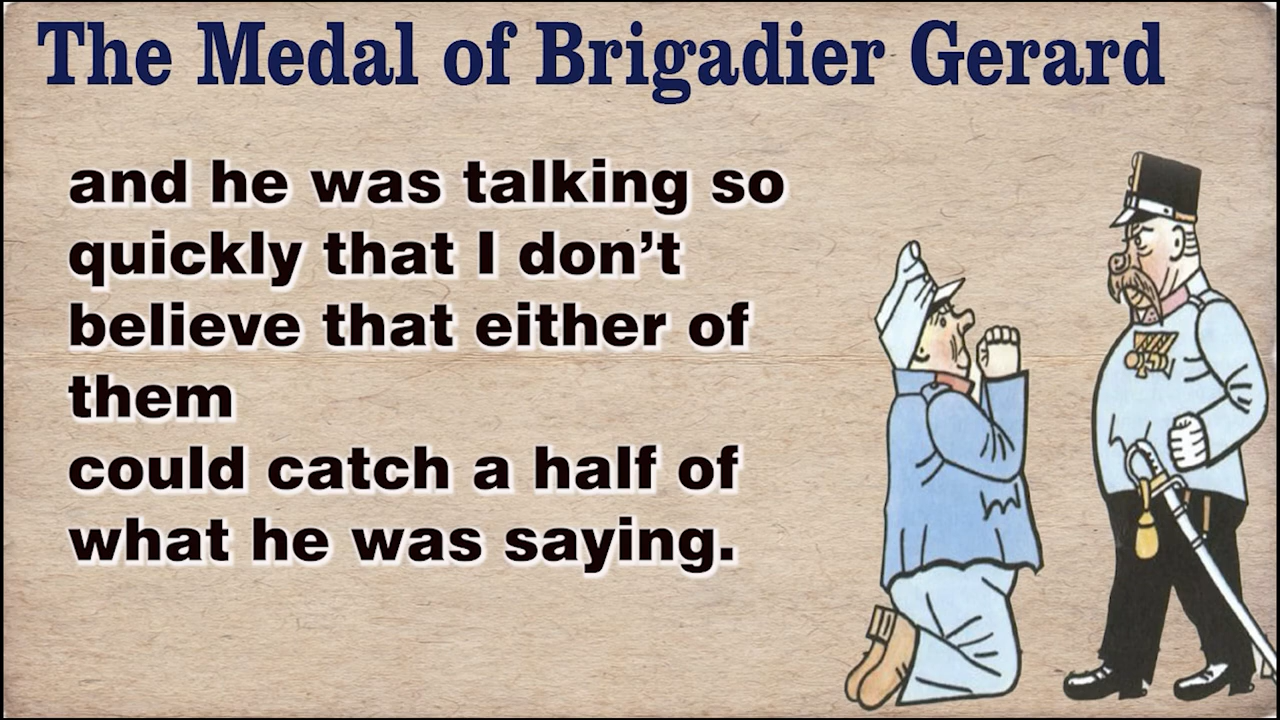 The Medal of Brigadier Gerard
and he was talking so
quickly that I don’t
believe that either of
them
could catch a half of
what he was saying.